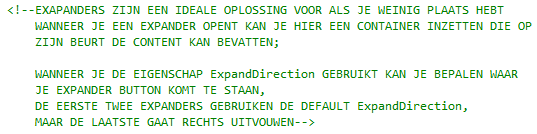 <!--EXAPANDERS ZIJN EEN IDEALE OPLOSSING VOOR ALS JE WEINIG PLAATS HEBT
WANNEER JE EEN EXPANDER OPENT KAN JE HIER EEN CONTAINER INZETTEN DIE OP
ZIJN BEURT DE CONTENT KAN BEVATTEN;

WANNEER JE DE EIGENSCHAP ExpandDirection GEBRUIKT KAN JE BEPALEN WAAR
JE EXPANDER BUTTON KOMT TE STAAN,
DE EERSTE TWEE EXPANDERS GEBRUIKEN DE DEFAULT ExpandDirection,
MAAR DE LAATSTE GAAT RECHTS UITVOUWEN-->